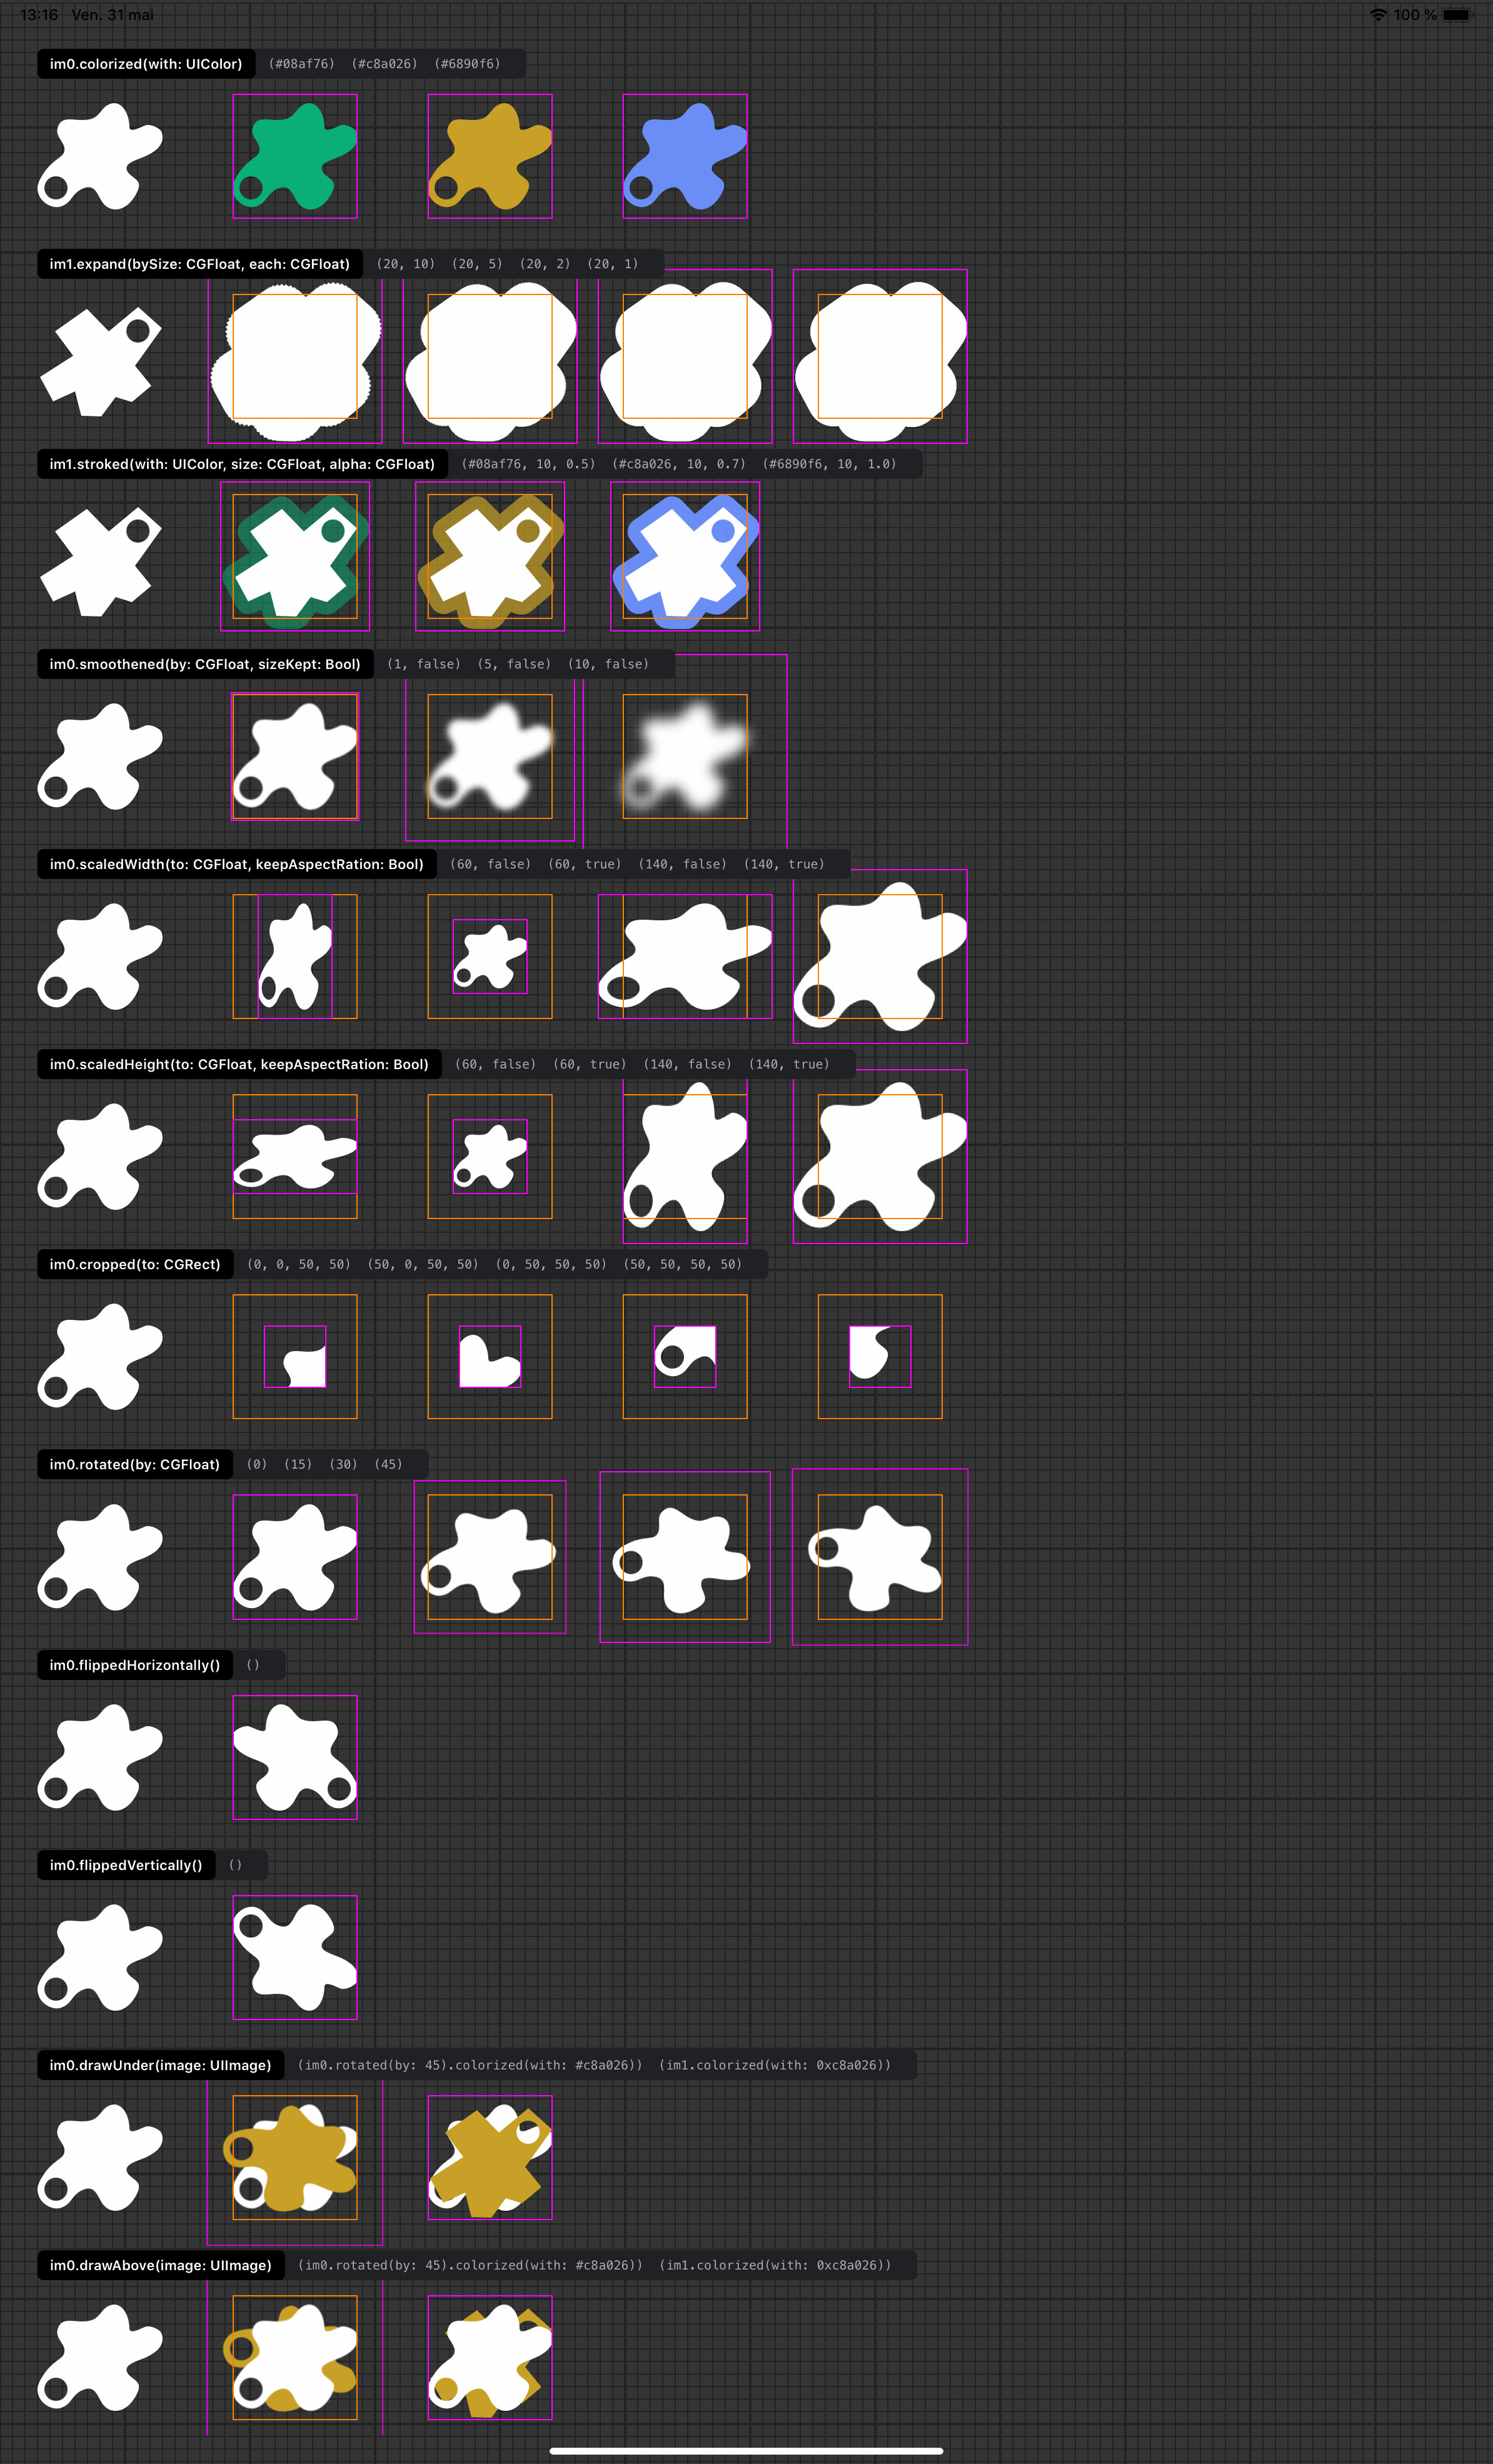 13:16 Ven. 31 mai 100 %
im0.colorized(with: UIColor) (#08af76) (#c8a026) (#6890f6)
im1.expand(bySize: CGFloat, each: CGFloat) (20, 10) (20, 5) (20, 2) (20, 1)
im1.stroked(with: UIColor, size: CGFloat, alpha: CGFloat) (#08af76, 10, 0.5) (#c8a026, 10, 0.7) (#6890f6, 10, 1.0)
im0.smoothened(by: CGFloat, sizeKept: Bool) (1, false) (5, false) (10, false)
im0.scaledWidth(to: CGFloat, keepAspectRation: Bool) (60, false) (60, true) (140, false) (140, true)
im0.scaledHeight(to: CGFloat, keepAspectRation: Bool) (60, false) (60, true) (140, false) (140, true)
im0.cropped(to: CGRect) (0, 0, 50, 50) (50, 0, 50, 50) (0, 50, 50, 50) (50, 50, 50, 50)
im0.rotated(by: CGFloat) (0) (15) (30) (45)
im0.flippedHorizontally() ()
im0.flippedVertically() ()
im0.drawUnder(image: UIImage) (im0.rotated(by: 45).colorized(with: #c8a026)) (im1.colorized(with: 0xc8a026))
im0.drawAbove(image: UIImage) (im0.rotated(by: 45).colorized(with: #c8a026)) (im1.colorized(with: 0xc8a026))